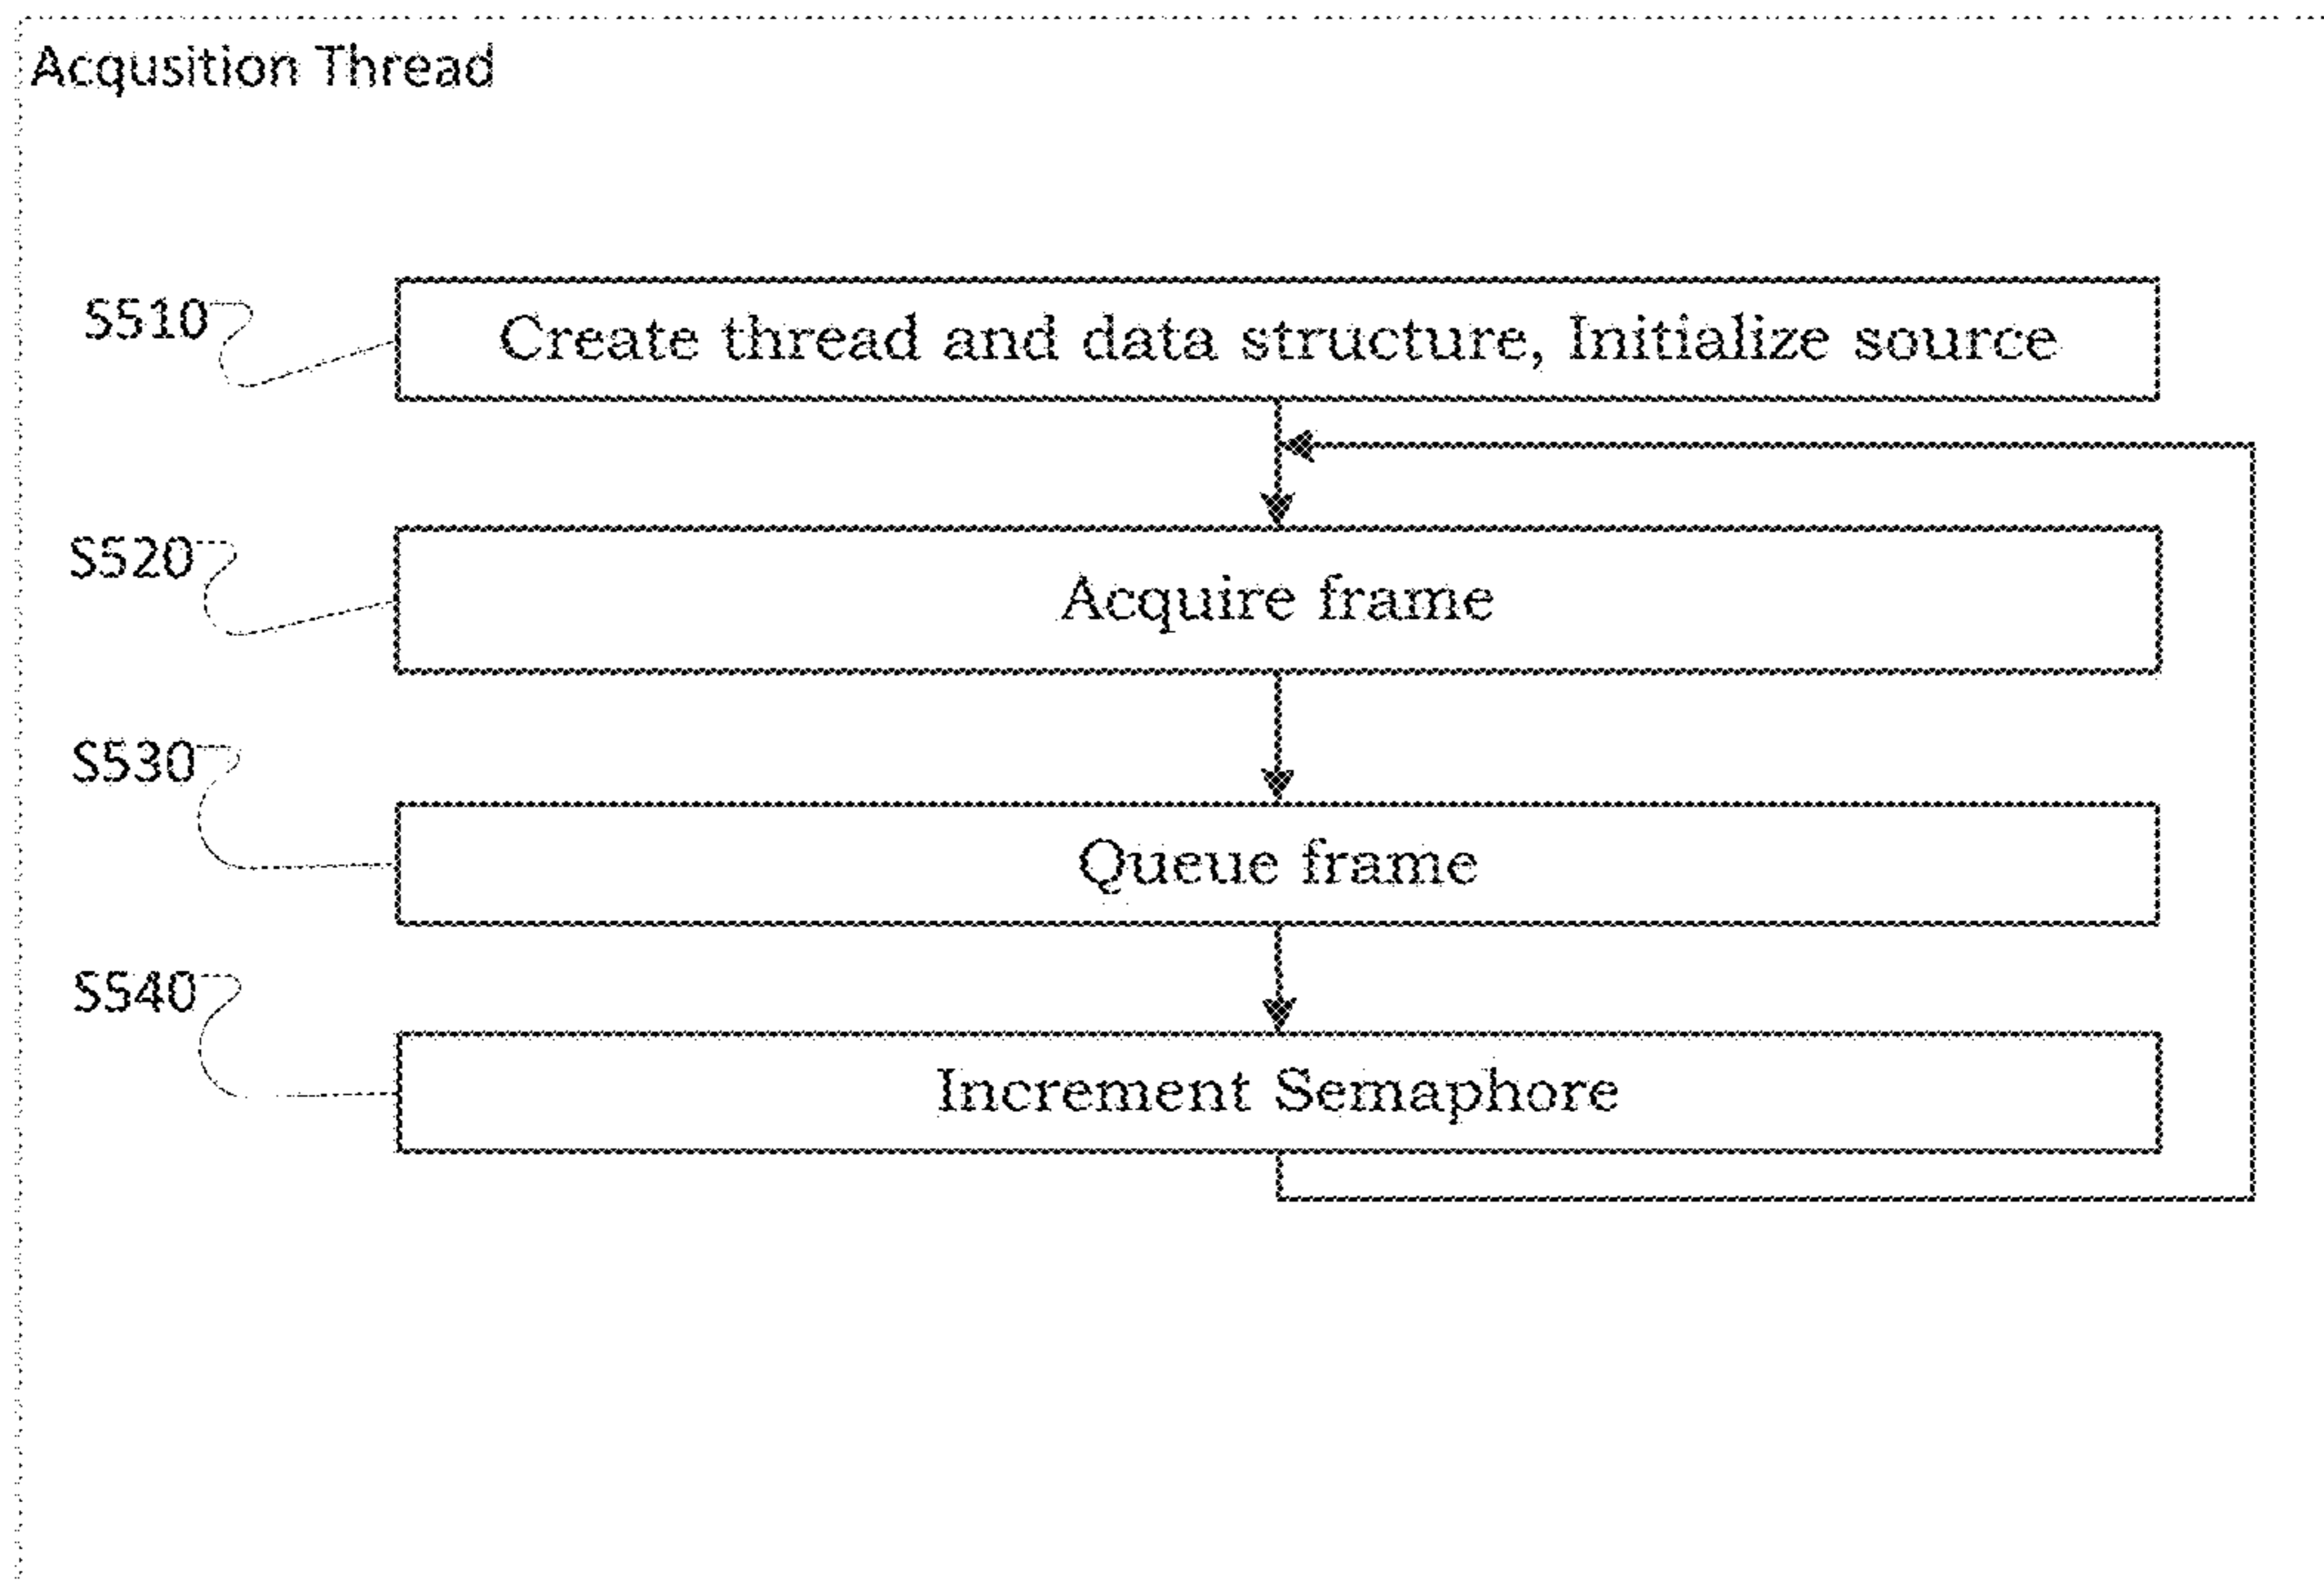 Acqusition Thread
S510
Create thread and data structure, Initialize source
S520
Acquire frame
S530
Queue frame
S540
Increment Semaphore